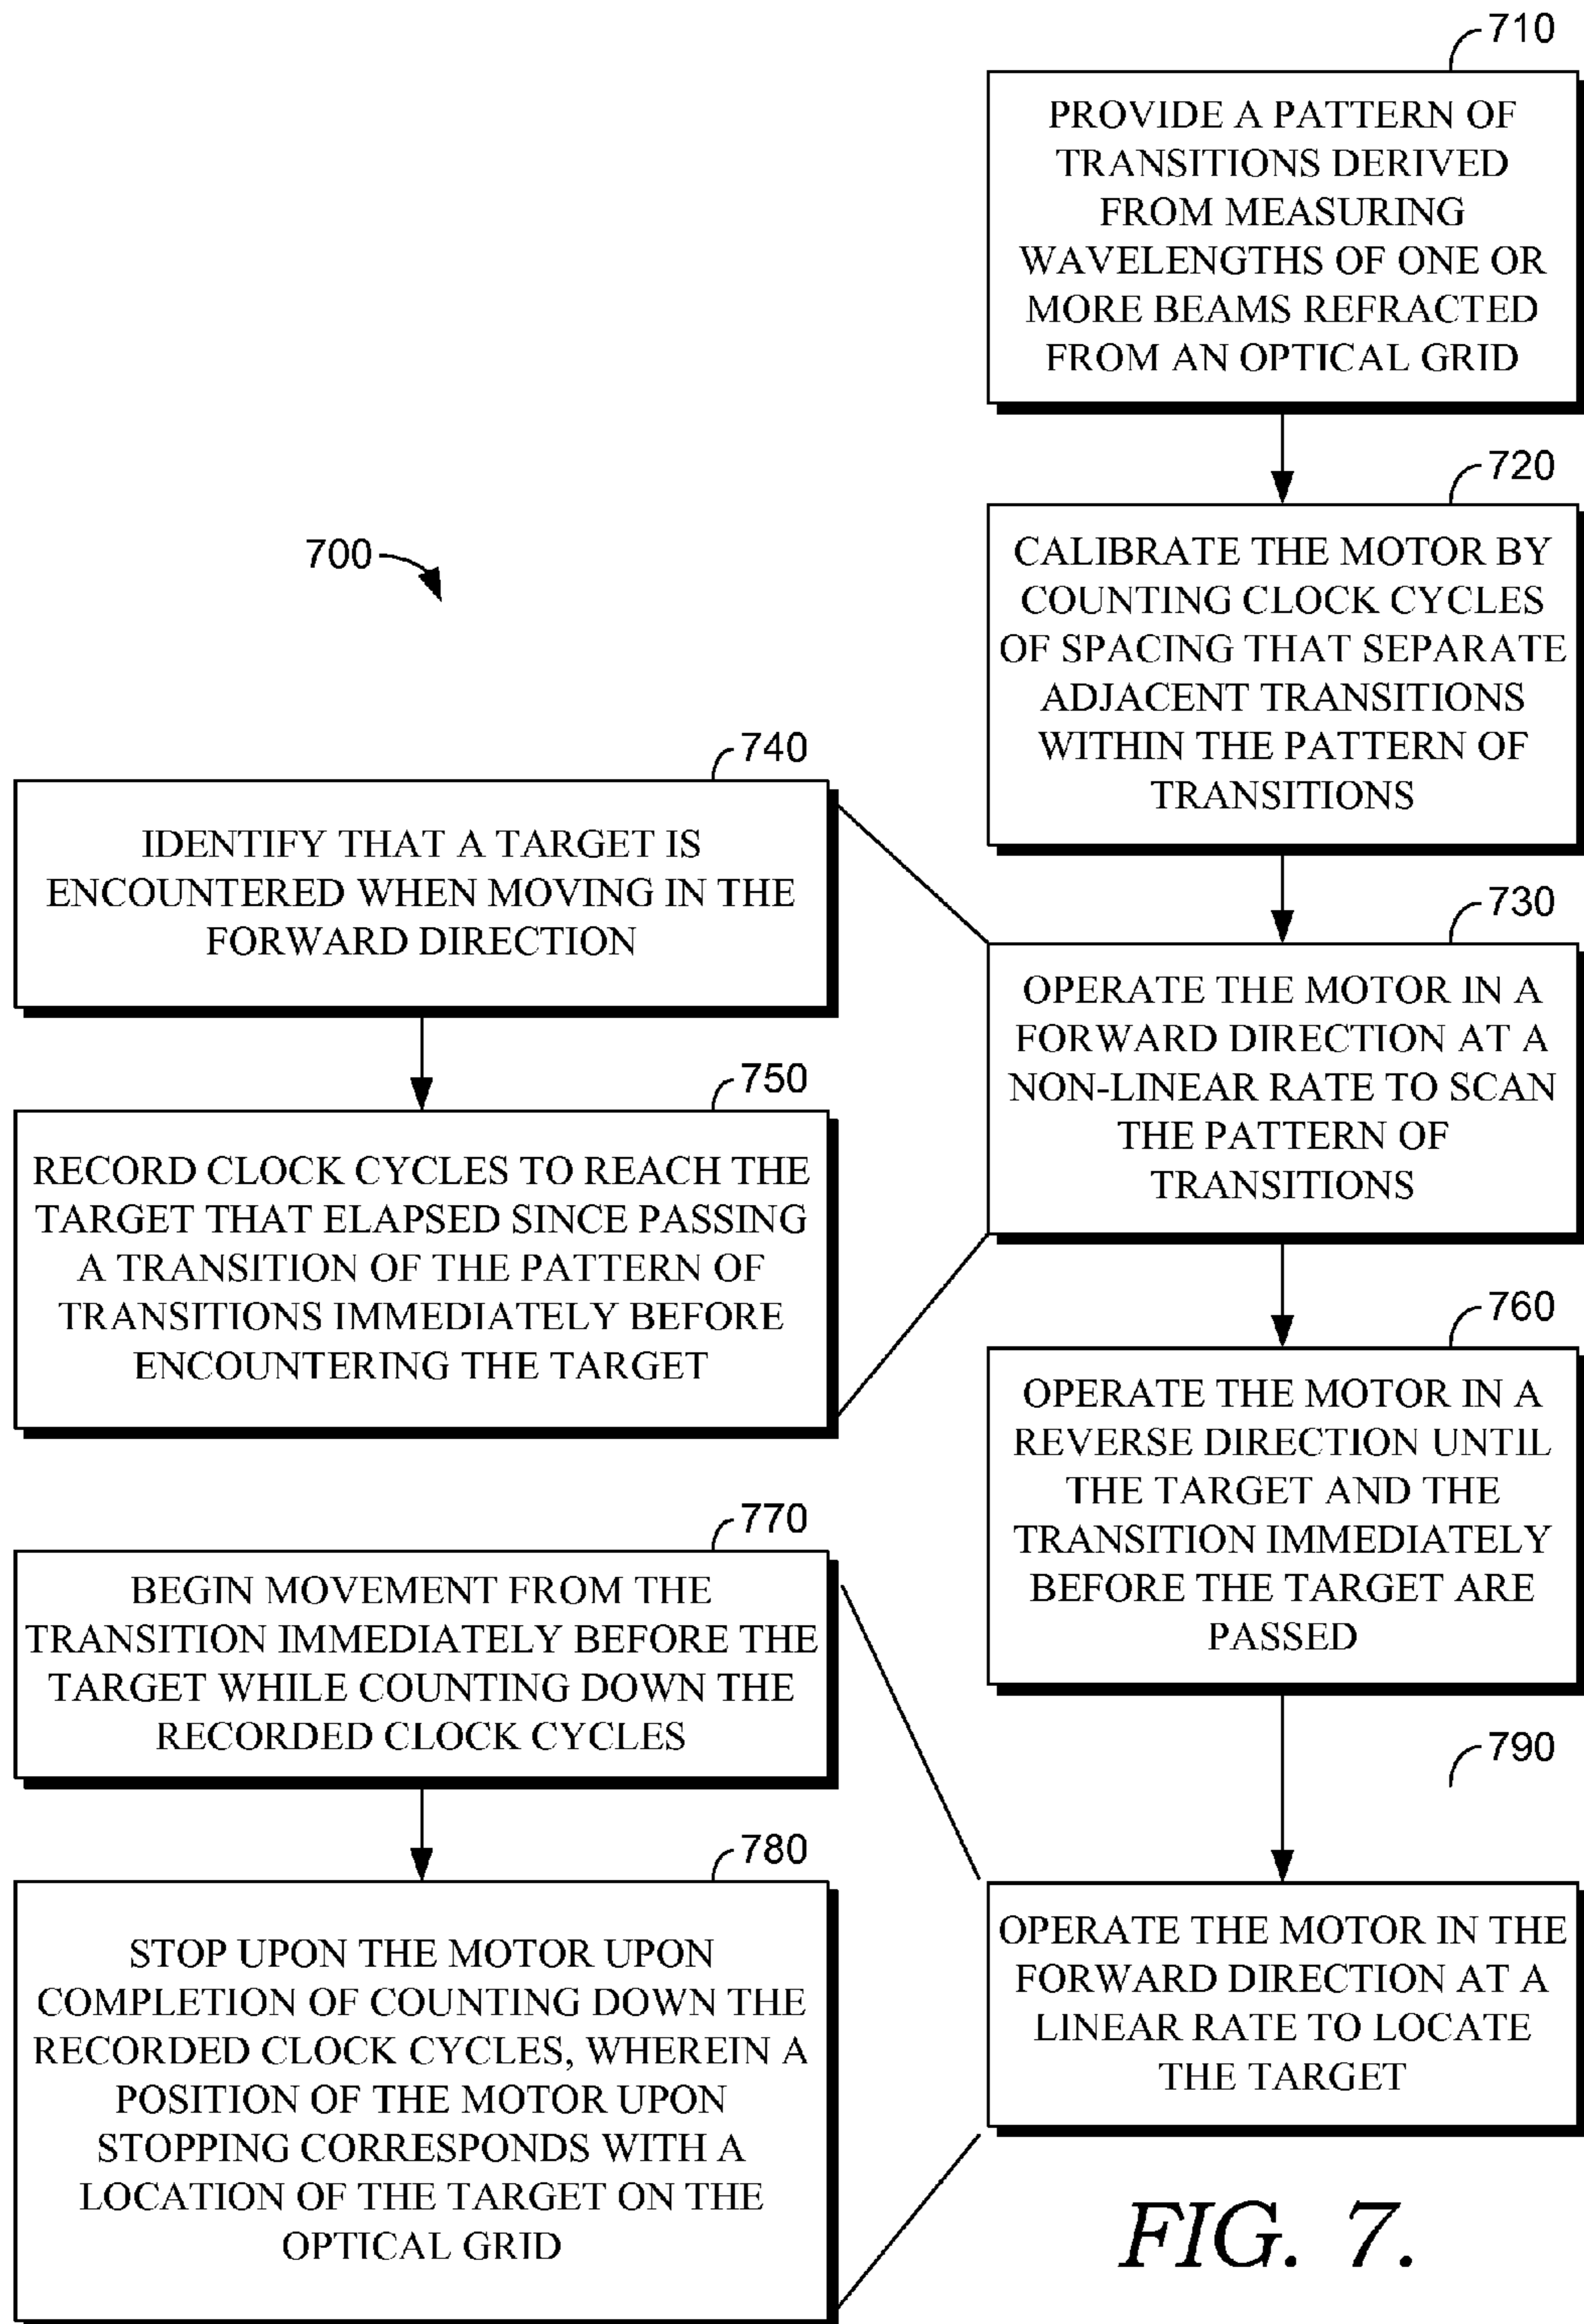 710
PROVIDE A PATTERN OF
TRANSITIONS DERIVED
FROM MEASURING
WAVELENGTHS OF ONE OR
MORE BEAMS REFRACTED
FROM AN OPTICAL GRID
720
CALIBRATE THE MOTOR BY
COUNTING CLOCK CYCLES
OF SPACING THAT SEPARATE
ADJACENT TRANSITIONS
WITHIN THE PATTERN OF
TRANSITIONS
700
730
OPERATE THE MOTOR IN A
FORWARD DIRECTION AT A
NON-LINEAR RATE TO SCAN
THE PATTERN OF
TRANSITIONS
740
IDENTIFY THAT A TARGET IS
ENCOUNTERED WHEN MOVING IN THE
FORWARD DIRECTION
750
RECORD CLOCK CYCLES TO REACH THE
TARGET THAT ELAPSED SINCE PASSING
A TRANSITION OF THE PATTERN OF
TRANSITIONS IMMEDIATELY BEFORE
ENCOUNTERING THE TARGET
760
OPERATE THE MOTOR IN A
REVERSE DIRECTION UNTIL
THE TARGET AND THE
TRANSITION IMMEDIATELY
BEFORE THE TARGET ARE
PASSED
770
BEGIN MOVEMENT FROM THE
TRANSITION IMMEDIATELY BEFORE THE
TARGET WHILE COUNTING DOWN THE
RECORDED CLOCK CYCLES
780
STOP UPON THE MOTOR UPON
COMPLETION OF COUNTING DOWN THE
RECORDED CLOCK CYCLES, WHEREIN A
POSITION OF THE MOTOR UPON
STOPPING CORRESPONDS WITH A
LOCATION OF THE TARGET ON THE
OPTICAL GRID
790
OPERATE THE MOTOR IN THE
FORWARD DIRECTION AT A
LINEAR RATE TO LOCATE
THE TARGET
FIG. 7.